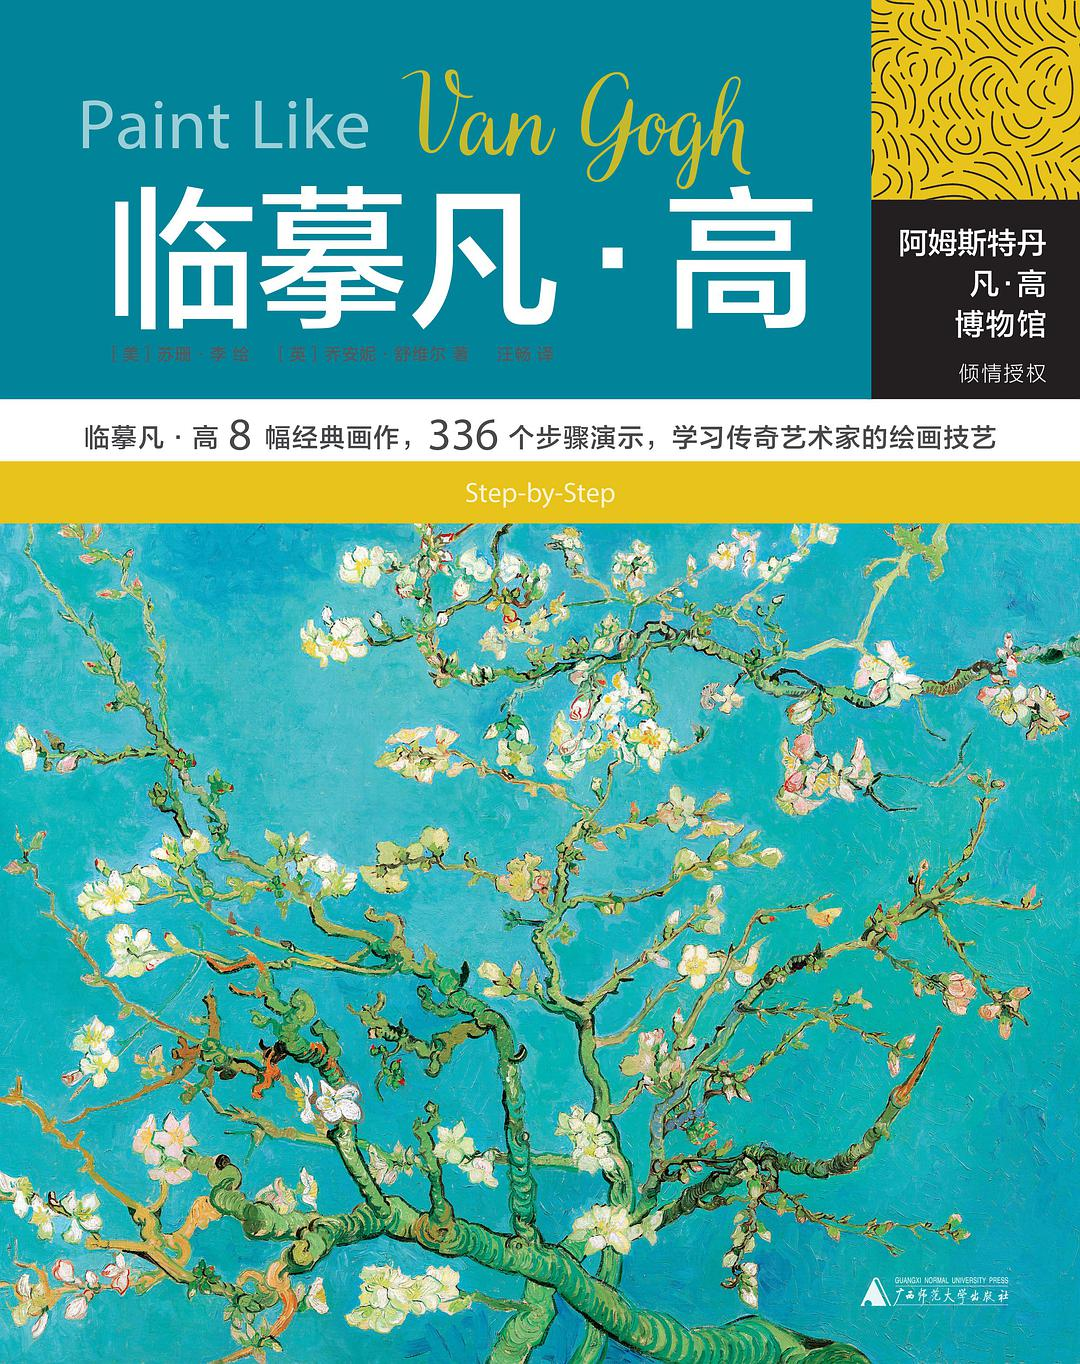 Paint Like Van Gogh
临摹凡·高
[美]苏珊·李 绘 [英]乔安妮·舒维尔 著 汪畅 译
阿姆斯特丹
凡·高
博物馆
倾情授权
临摹凡·高 8 幅经典画作，336 个步骤演示，学习传奇艺术家的绘画技艺
Step-by-Step
GUANGXI NORMAL UNIVERSITY PRESS
广西师范大学出版社